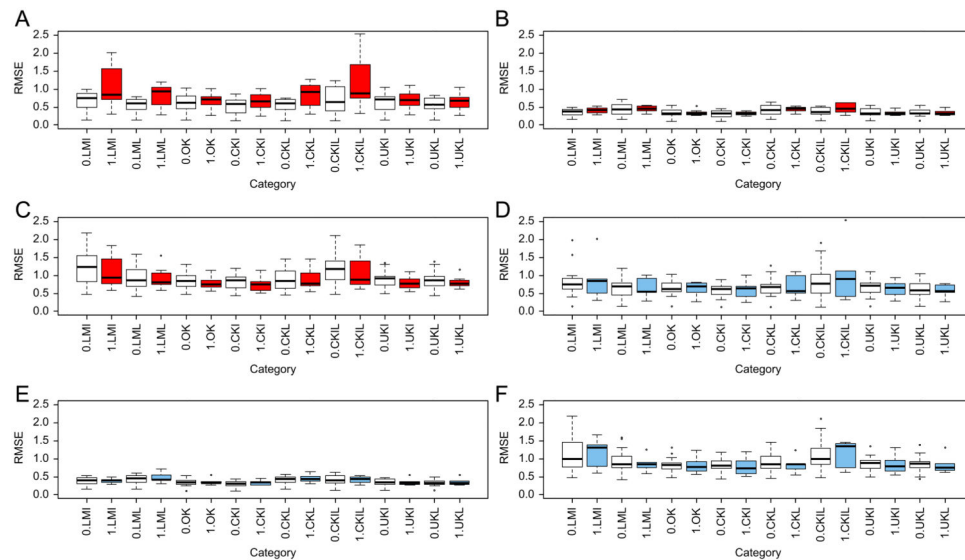 A
RMSE
2.5
2.0
1.5
1.0
0.5
0.0
0.LMI 1.LMI 0.LML 1.LML 0.OK 1.OK 0.CKI 1.CKI 0.CKL 1.CKL 0.CKIL 1.CKIL 0.UKI 1.UKI 0.UKL 1.UKL
Category
B
RMSE
2.5
2.0
1.5
1.0
0.5
0.0
0.LMI 1.LMI 0.LML 1.LML 0.OK 1.OK 0.CKI 1.CKI 0.CKL 1.CKL 0.CKIL 1.CKIL 0.UKI 1.UKI 0.UKL 1.UKL
Category
C
RMSE
2.5
2.0
1.5
1.0
0.5
0.0
0.LMI 1.LMI 0.LML 1.LML 0.OK 1.OK 0.CKI 1.CKI 0.CKL 1.CKL 0.CKIL 1.CKIL 0.UKI 1.UKI 0.UKL 1.UKL
Category
D
RMSE
2.5
2.0
1.5
1.0
0.5
0.0
0.LMI 1.LMI 0.LML 1.LML 0.OK 1.OK 0.CKI 1.CKI 0.CKL 1.CKL 0.CKIL 1.CKIL 0.UKI 1.UKI 0.UKL 1.UKL
Category
E
RMSE
2.5
2.0
1.5
1.0
0.5
0.0
0.LMI 1.LMI 0.LML 1.LML 0.OK 1.OK 0.CKI 1.CKI 0.CKL 1.CKL 0.CKIL 1.CKIL 0.UKI 1.UKI 0.UKL 1.UKL
Category
F
RMSE
2.5
2.0
1.5
1.0
0.5
0.0
0.LMI 1.LMI 0.LML 1.LML 0.OK 1.OK 0.CKI 1.CKI 0.CKL 1.CKL 0.CKIL 1.CKIL 0.UKI 1.UKI 0.UKL 1.UKL
Category